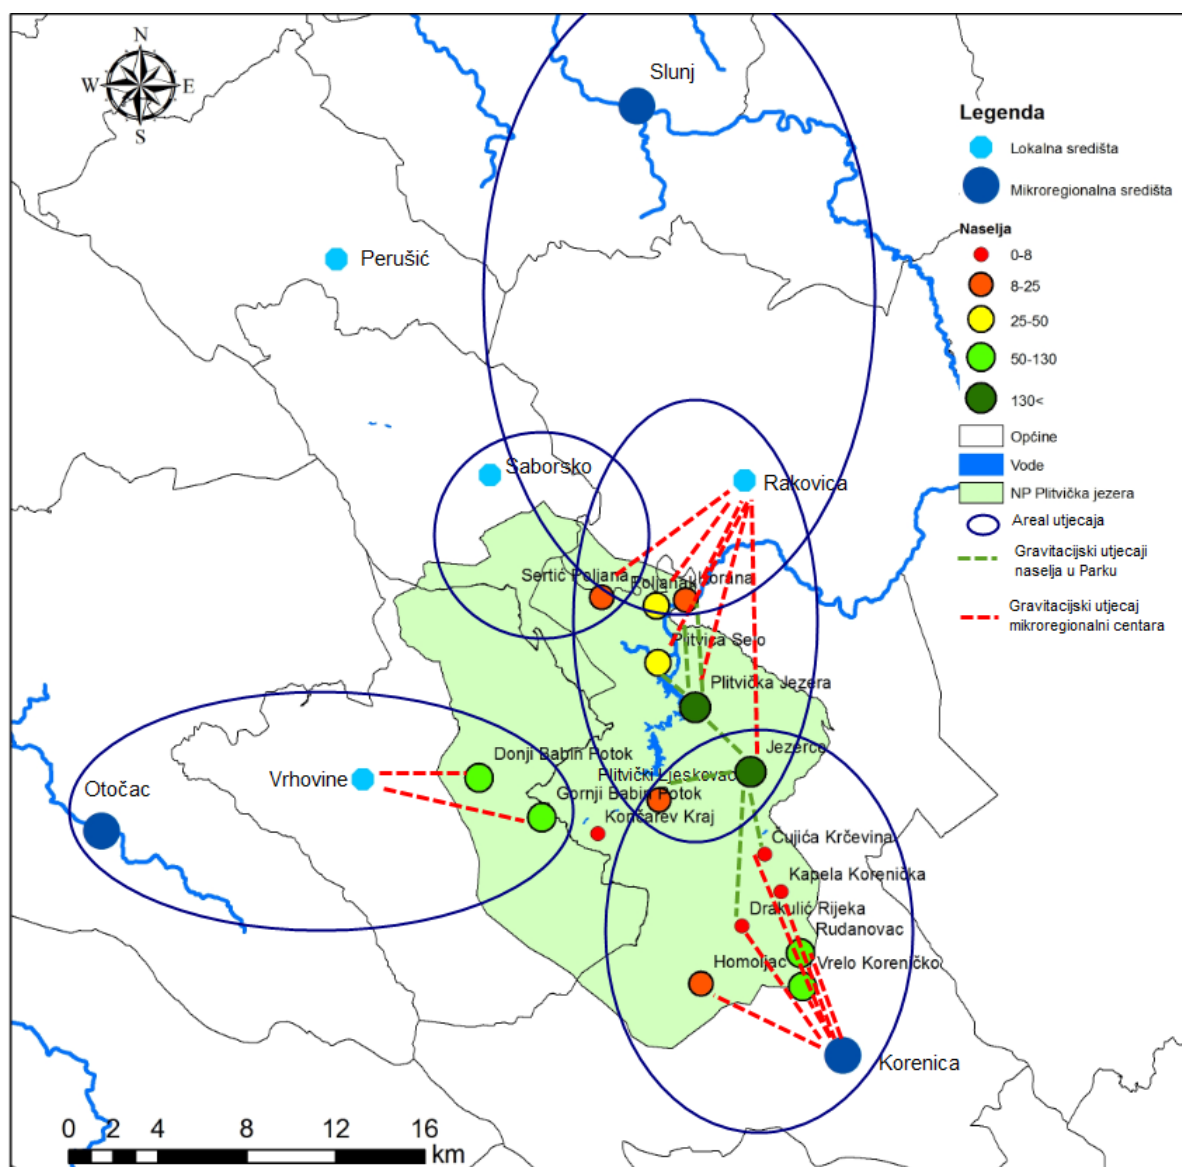 N
W
E
S
Slunj
Perušić
Saborsko
Rakovica
Sertić Poljana
Poljanak
Korana
Plitvica Selo
Plitvička Jezera
Jezerce
Plitvički Ljeskovac
Donji Babin Potok
Gornji Babin Potok
Končarev Kraj
Vrhovine
Otočac
Čujića Krčevina
Kapela Korenička
Drakulić Rijeka
Rudanovac
Homoljac
Vrelo Koreničko
Korenica
Legenda
Lokalna središta
Mikroregionalna središta
Naselja
0-8
8-25
25-50
50-130
130<
Općine
Vode
NP Plitvička jezera
Areal utjecaja
Gravitacijski utjecaji
naselja u Parku
Gravitacijski utjecaj
mikroregionalni centara
0 2 4 8 12 16
km